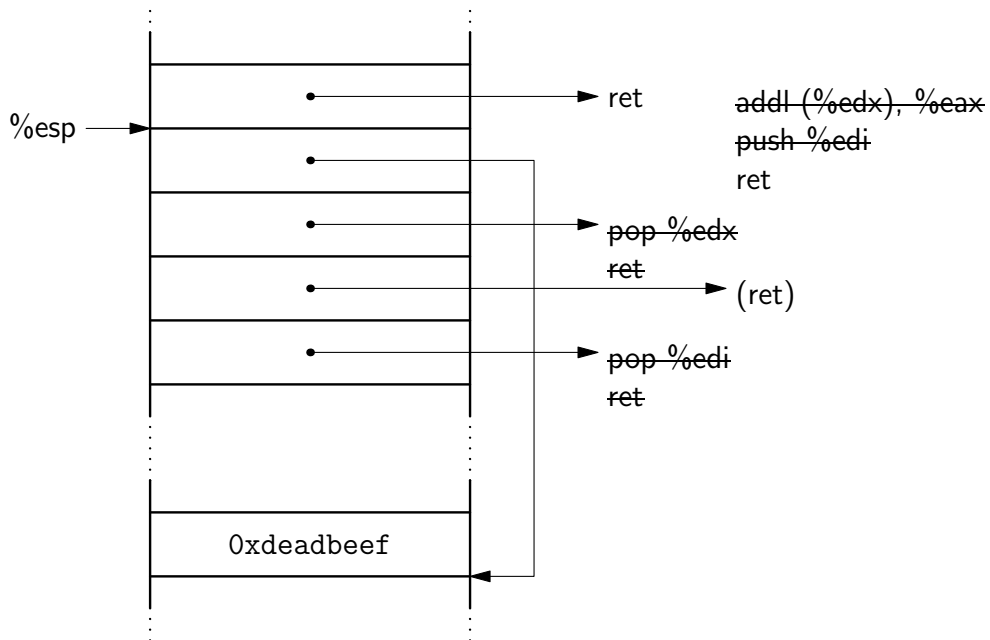 ret
addl (%edx), %eax
%esp
push %edi
ret
pop %edx
ret
(ret)
pop %edi
ret
0xdeadbeef